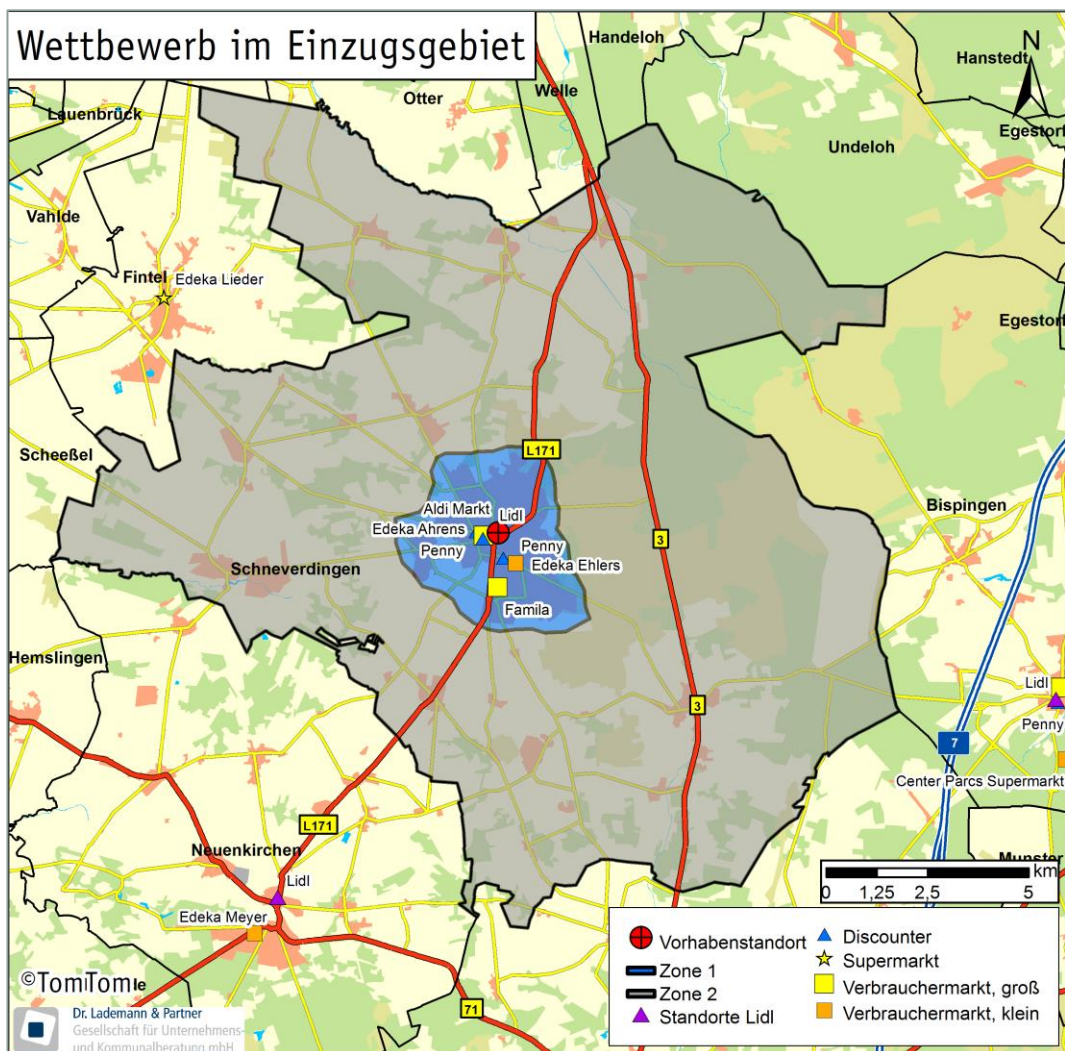 Wettbewerb im Einzugsgebiet
Handeloh
N
Hanstedt
Otter
Welle
Lauenbrück
Egestorf
Undeloh
Vahlde
Fintel
Edeka Lieder
Egestorf
Scheeßel
L171
Bispingen
Aldi Markt
Lidl
Edeka Ahrens
Penny
Penny
3
Schneverdingen
Edeka Ehlers
Famila
Hemslingen
Lidl
3
Penny
7
Center Parcs Supermarkt
L171
Neuenkirchen
Munster
km
Lidl
0 1,25 2,5 5
Edeka Meyer
Vorhabenstandort
Zone 1
Zone 2
Standorte Lidl
Discounter
Supermarkt
Verbrauchermarkt, groß
Verbrauchermarkt, klein
©TomTom
71
Dr. Lademann & Partner
Gesellschaft für Unternehmens-
und Kommunalberatung mbH